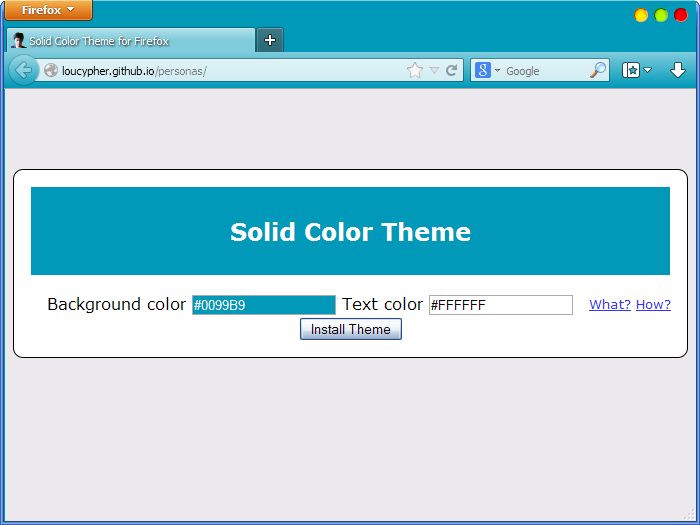 Firefox
Solid Color Theme for Firefox
loucypher.github.io/personas/
8 Google
Solid Color Theme
Background color #0099B9 Text color #FFFFFF What? How?
Install Theme